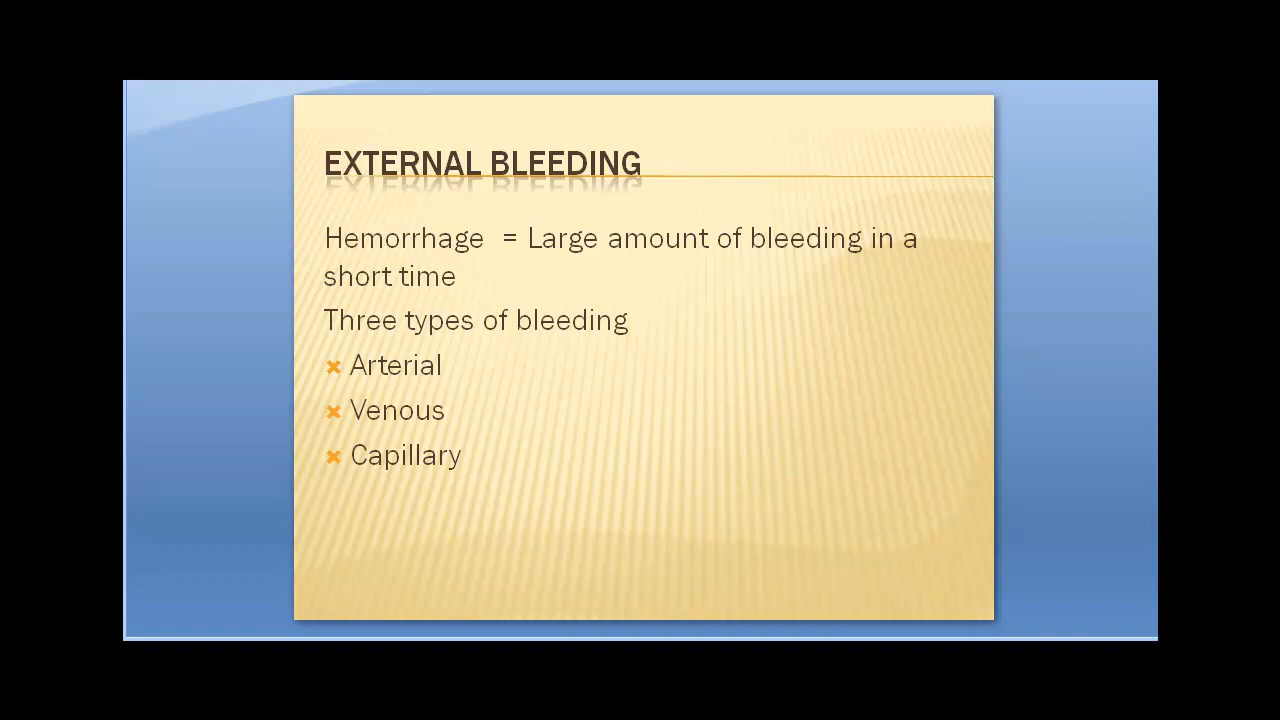 EXTERNAL BLEEDING
Hemorrhage = Large amount of bleeding in a
short time
Three types of bleeding
Arterial
Venous
Capillary